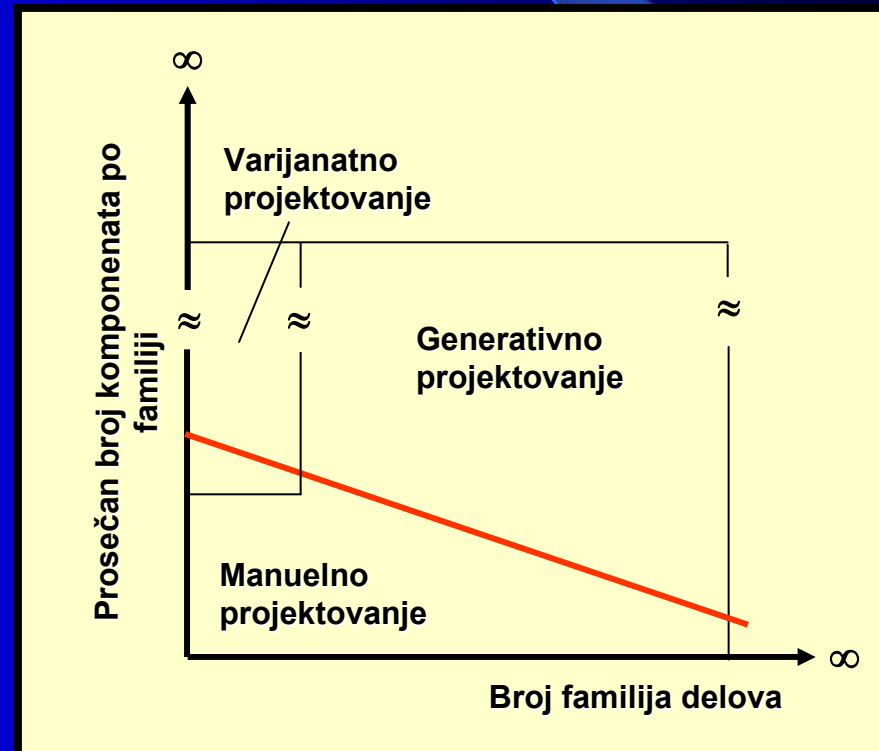 ∞
Varijanatno
projektovanje
Prosečan broj komponenata po
familiji
≈
≈
≈
Generativno
projektovanje
Manuelno
projektovanje
∞
Broj familija delova